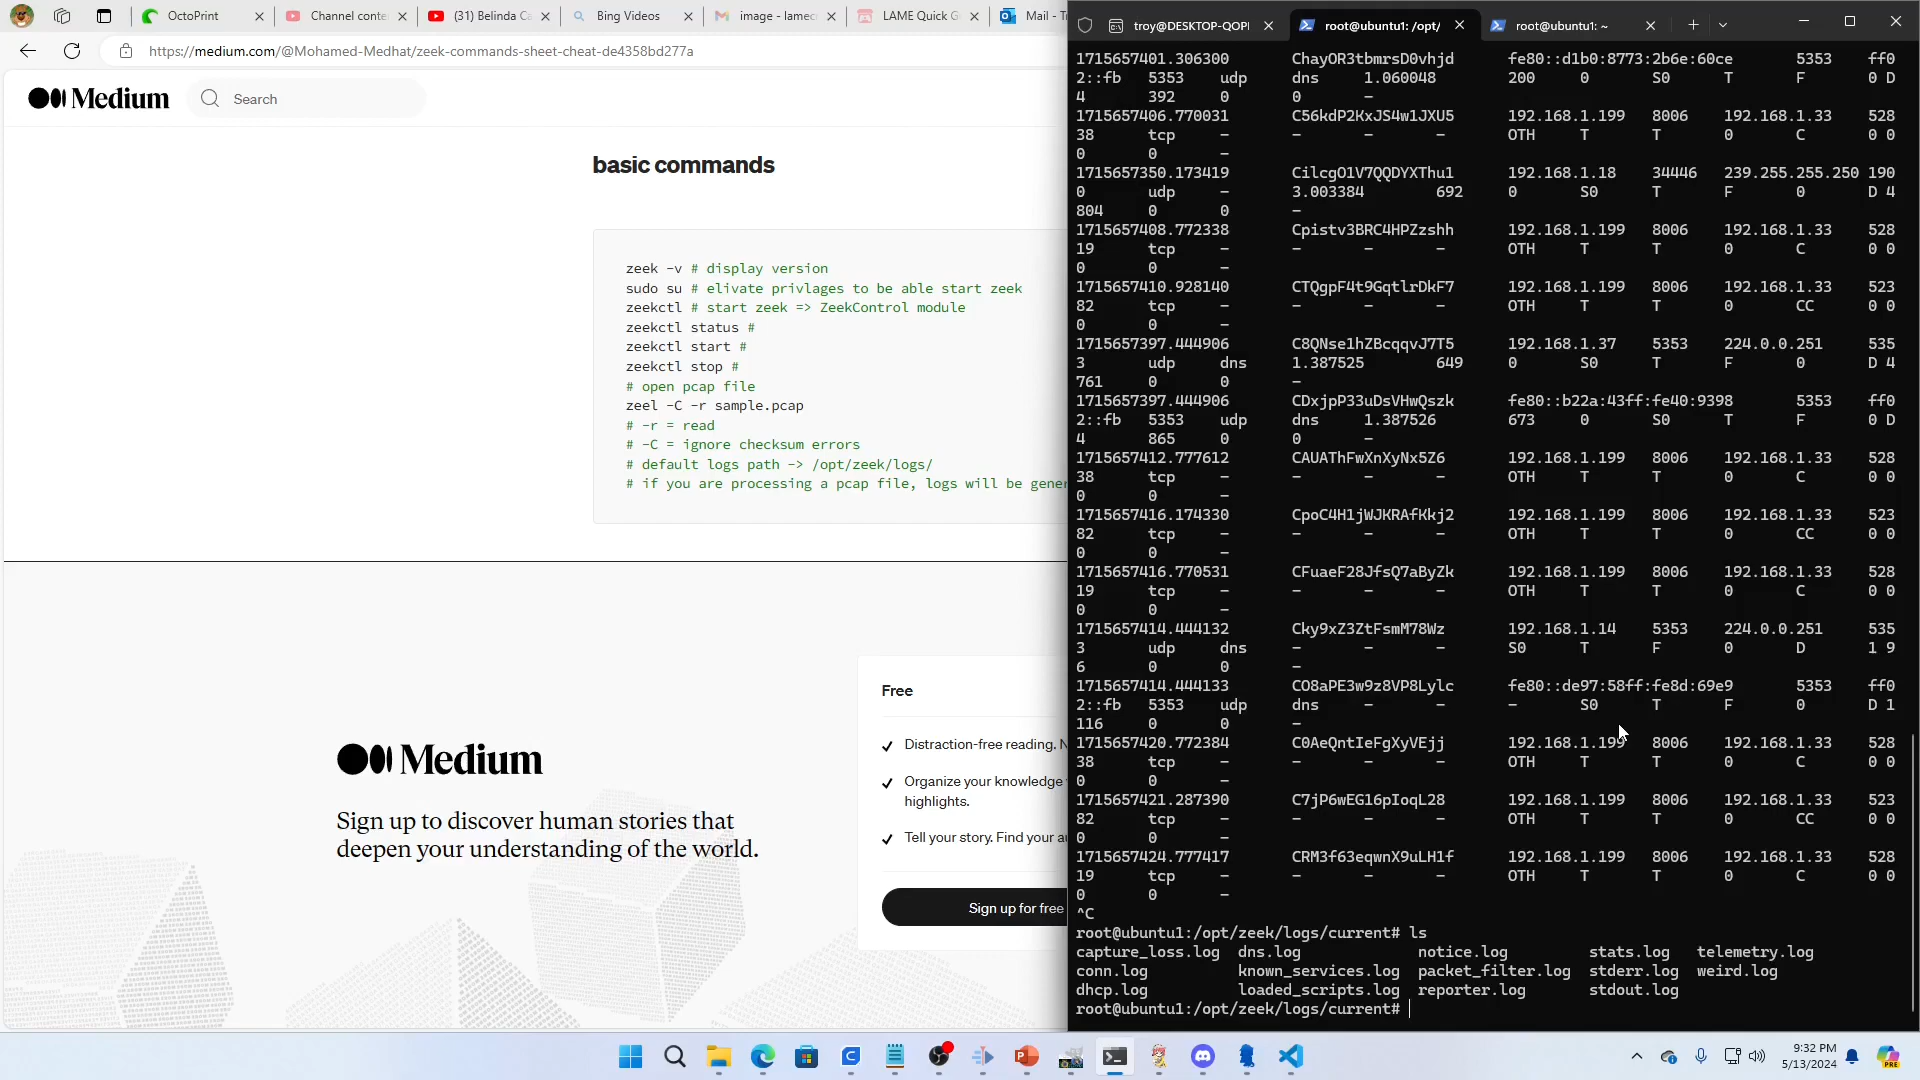 OctoPrint
Channel conte
(31) Belinda Ca
Bing Videos
image - lamecr
LAME Quick G
Mail - Tr
https://medium.com/@Mohamed-Medhat/zeek-commands-sheet-cheat-de4358bd277a
Medium
Search
basic commands
zeek -v # display version
sudo su # elivate privlages to be able start zeek
zeekctl # start zeek => ZeekControl module
zeekctl status #
zeekctl start #
zeekctl stop #
# open pcap file
zeel -C -r sample.pcap
# -r = read
# -C = ignore checksum errors
# default logs path -> /opt/zeek/logs/
# if you are processing a pcap file, logs will be gener
Medium
Sign up to discover human stories that
deepen your understanding of the world.
Free
Distraction-free reading. N
Organize your knowledge
highlights.
Tell your story. Find your au
Sign up for free
troy@DESKTOP-QOPI
root@ubuntu1: /opt/
root@ubuntu1: ~
1715657401.306300 ChayOR3tbmrsD0vhjd fe80::d1b0:8773:2b6e:60ce 5353 ff0
2::fb 5353 udp dns 1.060048 200 0 S0 T F 0 D
4 392 0 0 -
1715657406.770031 C56kdP2KxJS4w1JXU5 192.168.1.199 8006 192.168.1.33 528
38 tcp - - - - OTH T T 0 C 0 0
0 0 -
1715657350.173419 CilcgO1V7QQDYXThu1 192.168.1.18 34446 239.255.255.250 190
0 udp - 3.003384 692 0 S0 T F 0 D 4
804 0 0 -
1715657408.772338 Cpistv3BRC4HPZzshh 192.168.1.199 8006 192.168.1.33 528
19 tcp - - - - OTH T T 0 C 0 0
0 0 -
1715657410.928140 CTQgpF4t9GqtlrDkF7 192.168.1.199 8006 192.168.1.33 523
82 tcp - - - - OTH T T 0 CC 0 0
0 0 -
1715657397.444906 C8QNse1hZBcqqvJ7T5 192.168.1.37 5353 224.0.0.251 535
3 udp dns 1.387525 649 0 S0 T F 0 D 4
761 0 0 -
1715657397.444906 CDxjpP33uDsVHwQszk fe80::b22a:43ff:fe40:9398 5353 ff0
2::fb 5353 udp dns 1.387526 673 0 S0 T F 0 D
4 865 0 0 -
1715657412.777612 CAUAThFwXnXyNx5Z6 192.168.1.199 8006 192.168.1.33 528
38 tcp - - - - OTH T T 0 C 0 0
0 0 -
1715657416.174330 CpoC4H1jWJKRAfKkj2 192.168.1.199 8006 192.168.1.33 523
82 tcp - - - - OTH T T 0 CC 0 0
0 0 -
1715657416.770531 CFuaeF28JfsQ7aByZk 192.168.1.199 8006 192.168.1.33 528
19 tcp - - - - OTH T T 0 C 0 0
0 0 -
1715657414.444132 Cky9xZ3ZtFsmM78Wz 192.168.1.14 5353 224.0.0.251 535
3 udp dns - - - S0 T F 0 D 1 9
6 0 0 -
1715657414.444133 CO8aPE3w9z8VP8Lylc fe80::de97:58ff:fe8d:69e9 5353 ff0
2::fb 5353 udp dns - - - S0 T F 0 D 1
116 0 0 -
1715657420.772384 C0AeQntIeFgXyVEjj 192.168.1.199 8006 192.168.1.33 528
38 tcp - - - - OTH T T 0 C 0 0
0 0 -
1715657421.287390 C7jP6wEG16pIoqL28 192.168.1.199 8006 192.168.1.33 523
82 tcp - - - - OTH T T 0 CC 0 0
0 0 -
1715657424.777417 CRM3f63eqwnX9uLH1f 192.168.1.199 8006 192.168.1.33 528
19 tcp - - - - OTH T T 0 C 0 0
0 0 -
^C
root@ubuntu1:/opt/zeek/logs/current# ls
capture_loss.log dns.log notice.log stats.log telemetry.log
conn.log known_services.log packet_filter.log stderr.log weird.log
dhcp.log loaded_scripts.log reporter.log stdout.log
root@ubuntu1:/opt/zeek/logs/current#
9:32 PM
5/13/2024